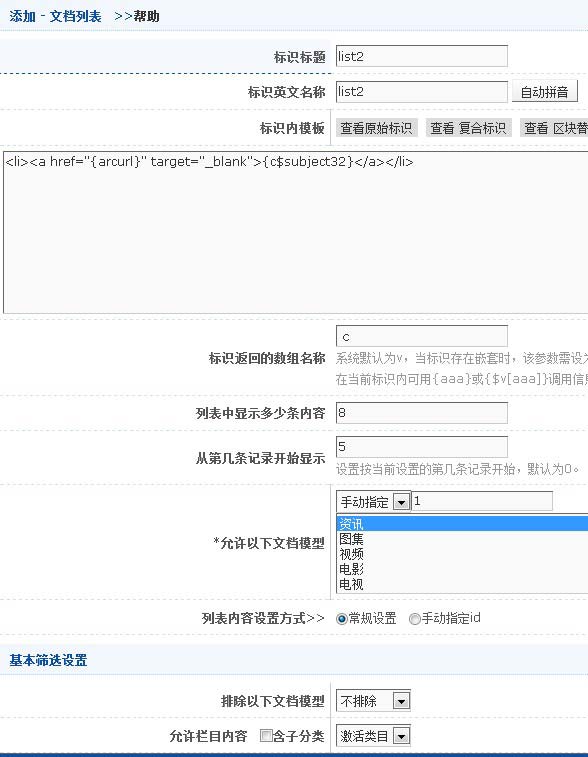 添加 - 文档列表 >>帮助
标识标题 list2
标识英文名称 list2 自动拼音
标识内模板 查看原始标识 查看 复合标识 查看 区块替
<li><a href="{arcurl}" target="_blank">{c$subject32}</a></li>
标识返回的数组名称 c
系统默认为v，当标识存在嵌套时，该参数需设为
在当前标识内可用{aaa}或{$v[aaa]}调用信息
列表中显示多少条内容 8
从第几条记录开始显示 5
设置按当前设置的第几条记录开始，默认为0。
手动指定 1
*允许以下文档模型
资讯
图集
视频
电影
电视
列表内容设置方式>> 常规设置 手动指定id
基本筛选设置
排除以下文档模型 不排除
允许栏目内容 含子分类 激活类目